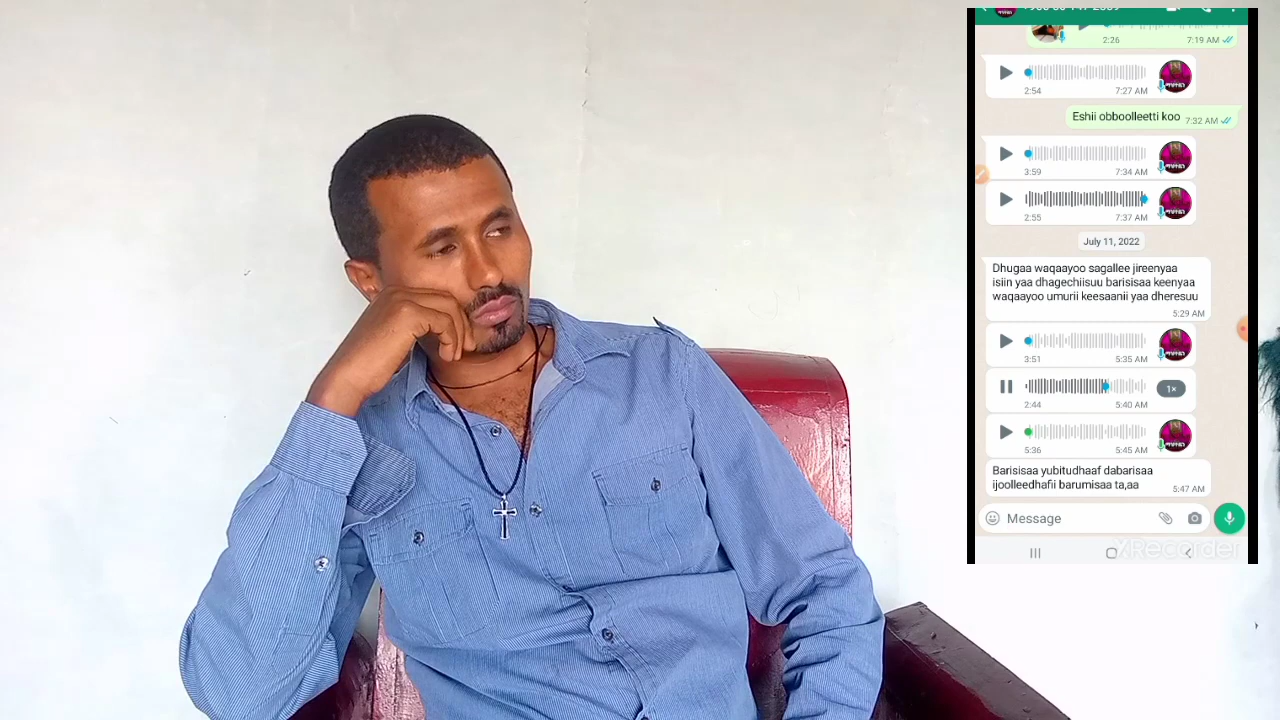 2:26 7:19 AM
2:54 7:27 AM
Eshii obboolleetti koo 7:32 AM
3:59 7:34 AM
2:55 7:37 AM
July 11, 2022
Dhugaa waqaayoo sagallee jireenyaa
isiin yaa dhagechiisuu barisisaa keenyaa
waqaayoo umurii keesaanii yaa dheresuu
5:29 AM
3:51 5:35 AM
1×
2:44 5:40 AM
5:36 5:45 AM
Barisisaa yubitudhaaf dabarisaa
ijoolleedhafii barumisaa ta,aa 5:47 AM
Message
XRecorder